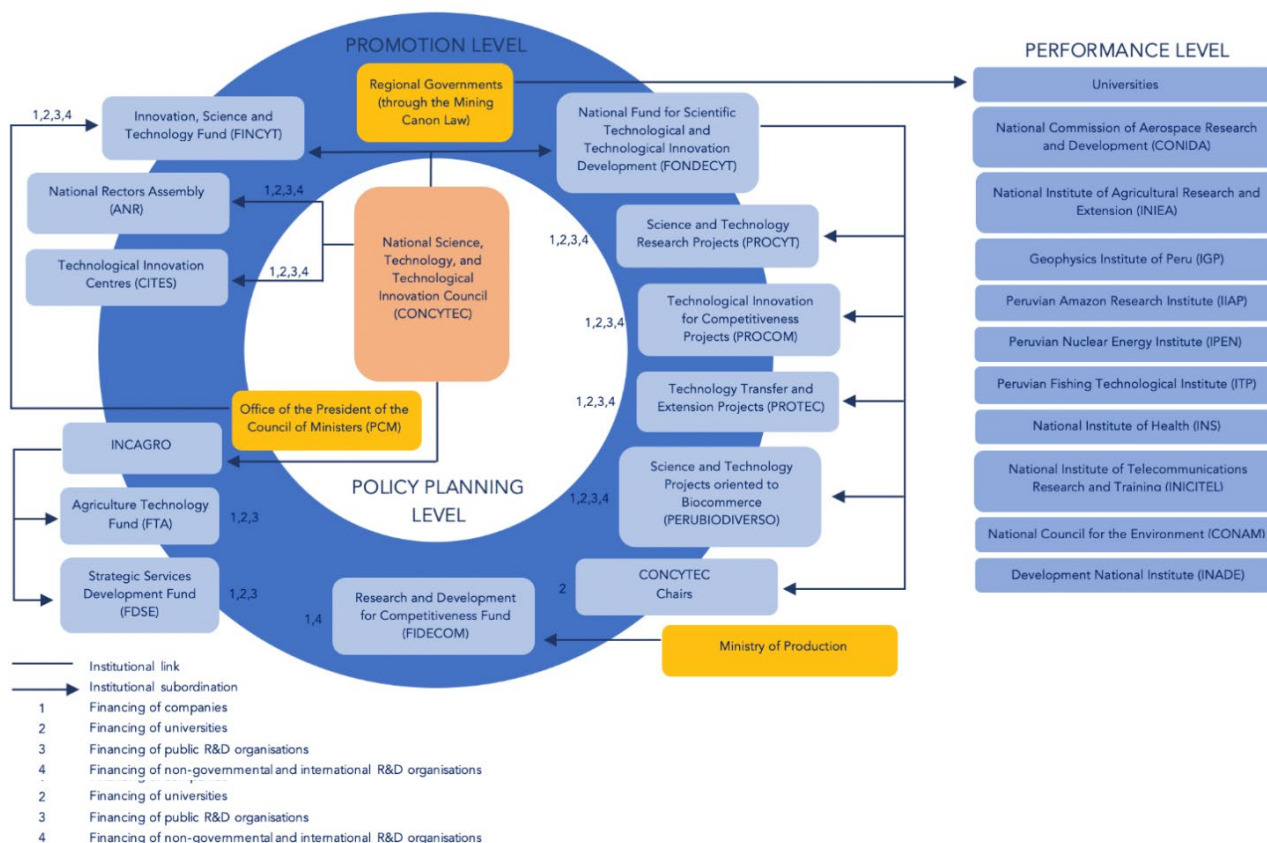 PROMOTION LEVEL
Regional Governments
(through the Mining
Canon Law)
1,2,3,4
Innovation, Science and
Technology Fund (FINCYT)
National Rectors Assembly
(ANR)
1,2,3,4
Technological Innovation
Centres (CITES)
1,2,3,4
National Science,
Technology, and
Technological
Innovation Council
(CONCYTEC)
Office of the President of the
Council of Ministers (PCM)
INCAGRO
Agriculture Technology
Fund (FTA)
1,2,3
Strategic Services
Development Fund
(FDSE)
1,2,3
POLICY PLANNING
LEVEL
National Fund for Scientific
Technological and
Technological Innovation
Development (FONDECYT)
1,2,3,4
Science and Technology
Research Projects (PROCYT)
1,2,3,4
Technological Innovation
for Competitiveness
Projects (PROCOM)
1,2,3,4
Technology Transfer and
Extension Projects (PROTEC)
1,2,3,4
Science and Technology
Projects oriented to
Biocommerce
(PERUBIODIVERSO)
2
CONCYTEC
Chairs
1,4
Research and Development
for Competitiveness Fund
(FIDECOM)
Ministry of Production
PERFORMANCE LEVEL
Universities
National Commission of Aerospace Research
and Development (CONIDA)
National Institute of Agricultural Research and
Extension (INIEA)
Geophysics Institute of Peru (IGP)
Peruvian Amazon Research Institute (IIAP)
Peruvian Nuclear Energy Institute (IPEN)
Peruvian Fishing Technological Institute (ITP)
National Institute of Health (INS)
National Institute of Telecommunications
Research and Training (INICITEL)
National Council for the Environment (CONAM)
Development National Institute (INADE)
Institutional link
Institutional subordination
1 Financing of companies
2 Financing of universities
3 Financing of public R&D organisations
4 Financing of non-governmental and international R&D organisations
2 Financing of universities
3 Financing of public R&D organisations
4 Financing of non-governmental and international R&D organisations